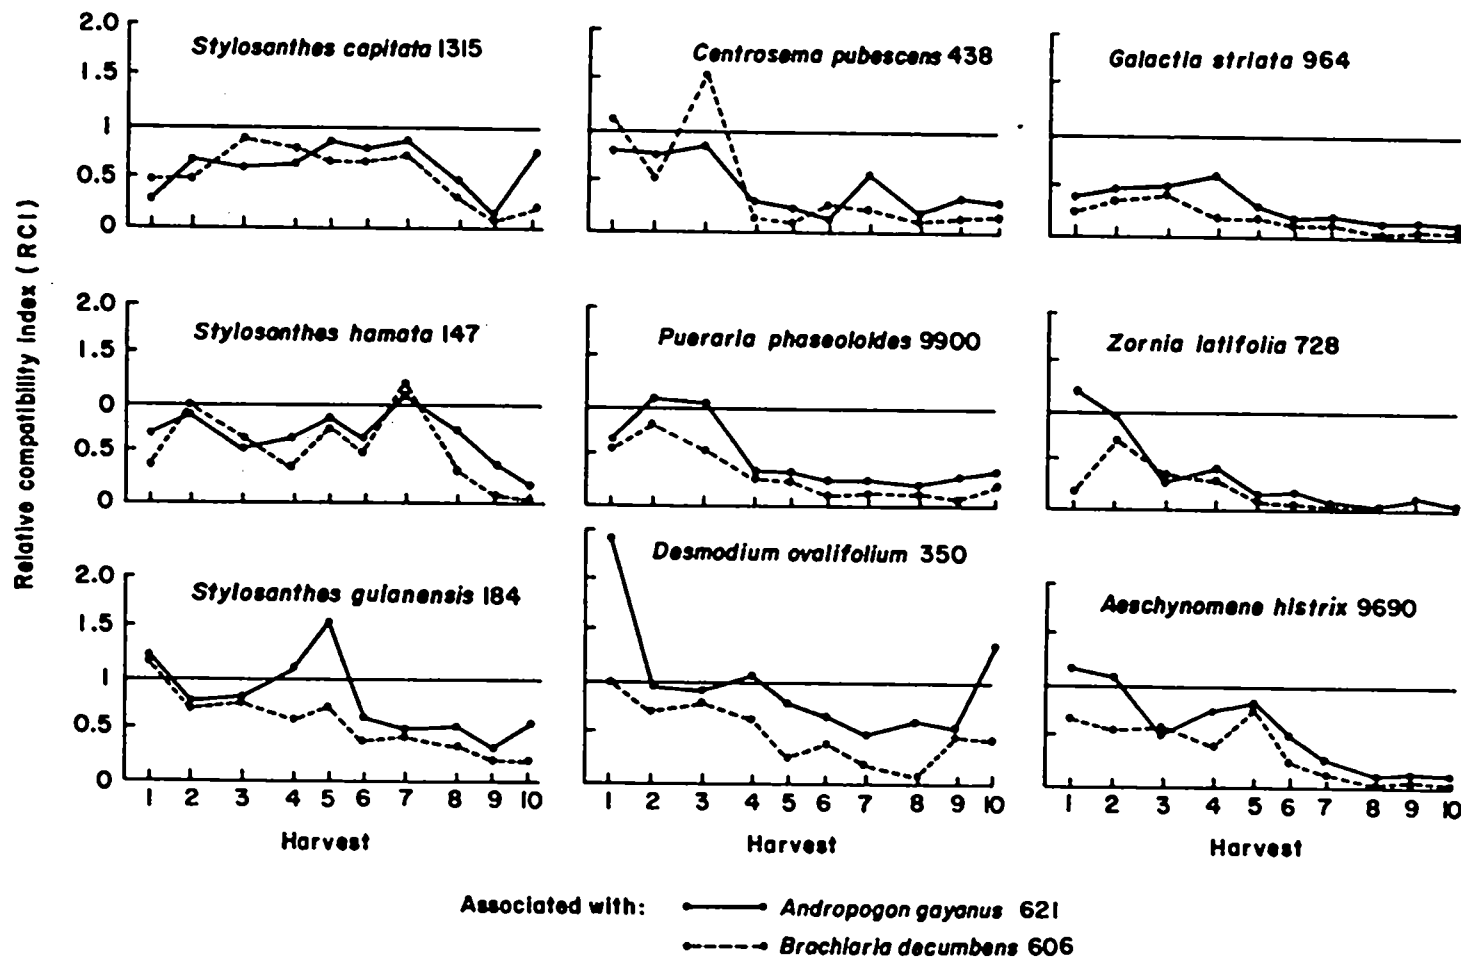 Relative compatibility index (RCI)
2.0
1.5
1
0.5
0
Stylosanthes capitata 1315
Centrosema pubescens 438
Galactia striata 964
2.0
1.5
0
0.5
0
Stylosanthes hamata 147
Pueraria phaseoloides 9900
Zornia latifolia 728
2.0
1.5
1
0.5
0
Stylosanthes guianensis 184
Desmodium ovalifolium 350
Aeschynomene histrix 9690
1 2 3 4 5 6 7 8 9 10
Harvest
1 2 3 4 5 6 7 8 9 10
Harvest
1 2 3 4 5 6 7 8 9 10
Harvest
Associated with:
Andropogon gayanus 621
Brachiaria decumbens 606